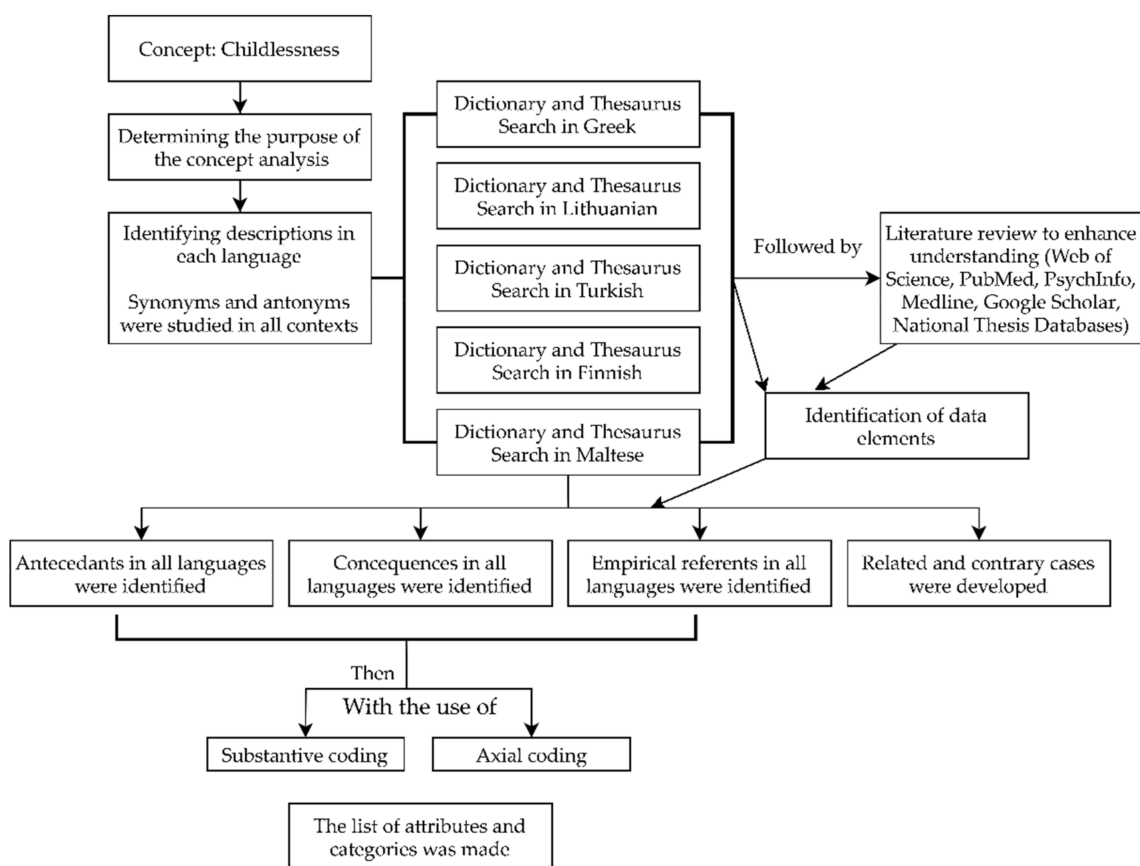 Concept: Childlessness
Determining the purpose of
the concept analysis
Identifying descriptions in
each language
Synonyms and antonyms
were studied in all contexts
Dictionary and Thesaurus
Search in Greek
Dictionary and Thesaurus
Search in Lithuanian
Dictionary and Thesaurus
Search in Turkish
Dictionary and Thesaurus
Search in Finnish
Dictionary and Thesaurus
Search in Maltese
Followed by
Literature review to enhance
understanding (Web of
Science, PubMed, PsychInfo,
Medline, Google Scholar,
National Thesis Databases)
Identification of data
elements
Antecedants in all languages
were identified
Concequences in all
languages were identified
Empirical referents in all
languages were identified
Related and contrary cases
were developed
Then
With the use of
Substantive coding
Axial coding
The list of attributes and
categories was made